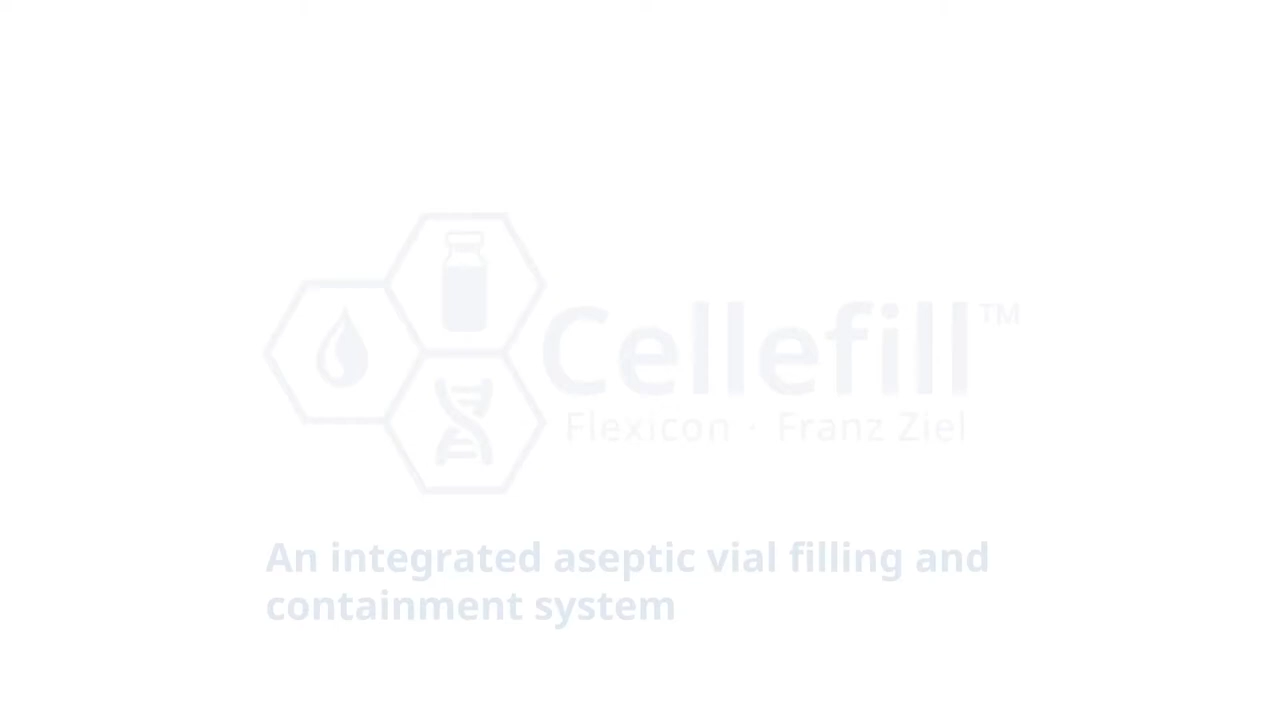 Cellefill™
Flexicon · Franz Ziel
An integrated aseptic vial filling and
containment system